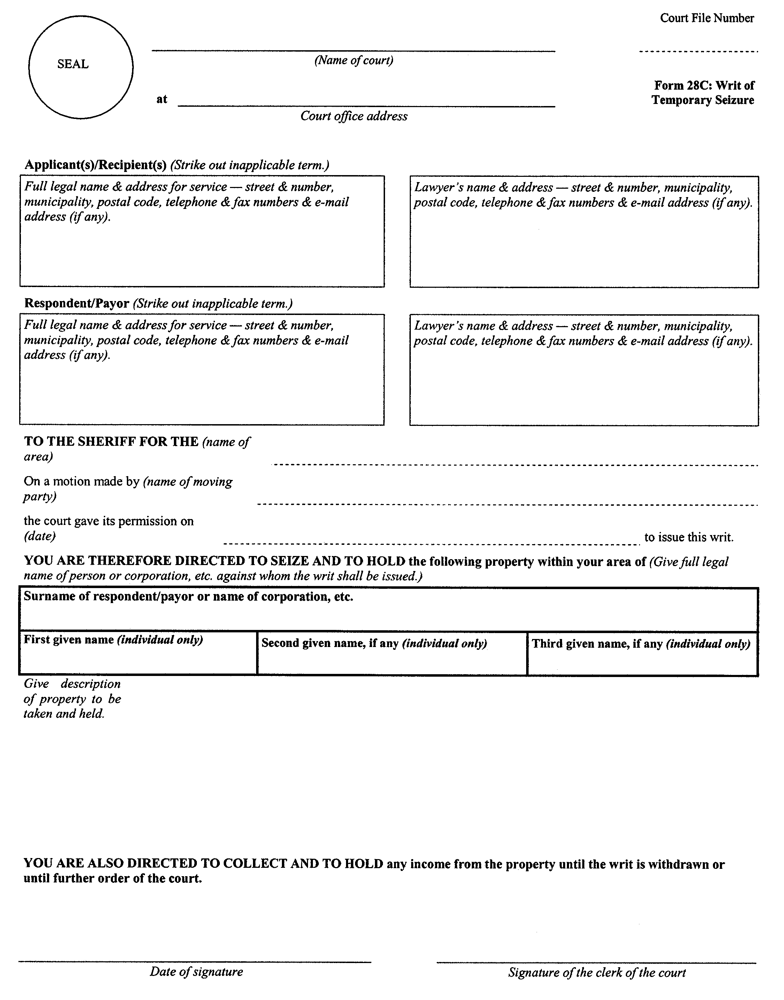 Court File Number
SEAL
(Name of court)
Form 28C: Writ of
Temporary Seizure
at
Court office address
Applicant(s)/Recipient(s) (Strike out inapplicable term.)
Full legal name & address for service — street & number,
municipality, postal code, telephone & fax numbers & e-mail
address (if any).
Lawyer's name & address — street & number, municipality,
postal code, telephone & fax numbers & e-mail address (if any).
Respondent/Payor (Strike out inapplicable term.)
Full legal name & address for service — street & number,
municipality, postal code, telephone & fax numbers & e-mail
address (if any).
Lawyer's name & address — street & number, municipality,
postal code, telephone & fax numbers & e-mail address (if any).
TO THE SHERIFF FOR THE (name of
area)
On a motion made by (name of moving
party)
the court gave its permission on
(date) to issue this writ.
YOU ARE THEREFORE DIRECTED TO SEIZE AND TO HOLD the following property within your area of (Give full legal
name of person or corporation, etc. against whom the writ shall be issued.)
Surname of respondent/payor or name of corporation, etc.
First given name (individual only)
Second given name, if any (individual only)
Third given name, if any (individual only)
Give description
of property to be
taken and held.
YOU ARE ALSO DIRECTED TO COLLECT AND TO HOLD any income from the property until the writ is withdrawn or
until further order of the court.
Date of signature
Signature of the clerk of the court